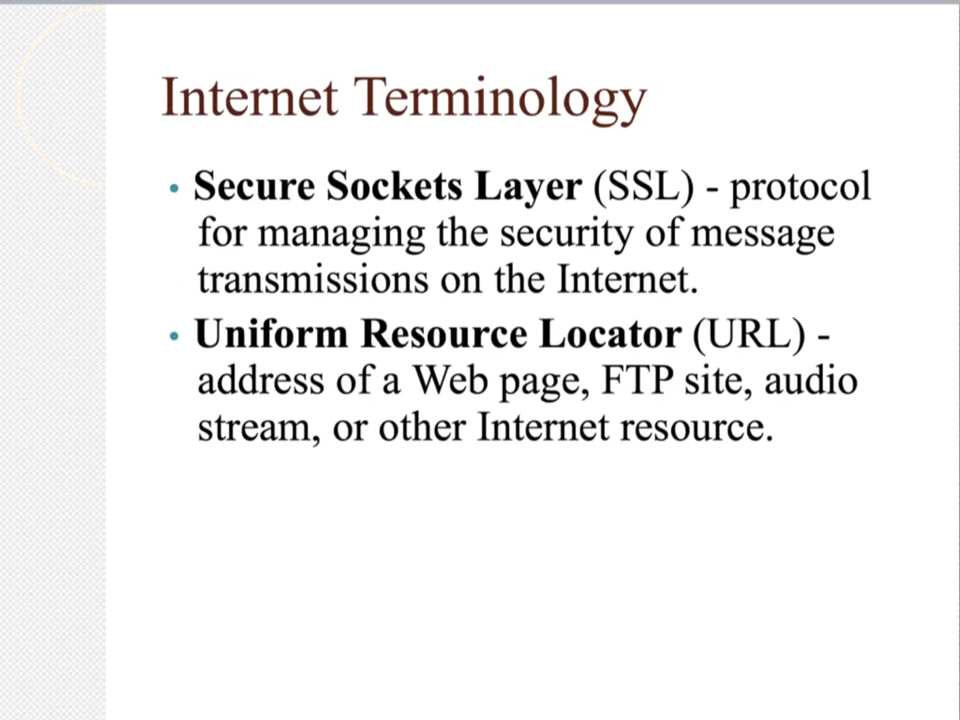 Internet Terminology
• Secure Sockets Layer (SSL) - protocol
for managing the security of message
transmissions on the Internet.
• Uniform Resource Locator (URL) -
address of a Web page, FTP site, audio
stream, or other Internet resource.